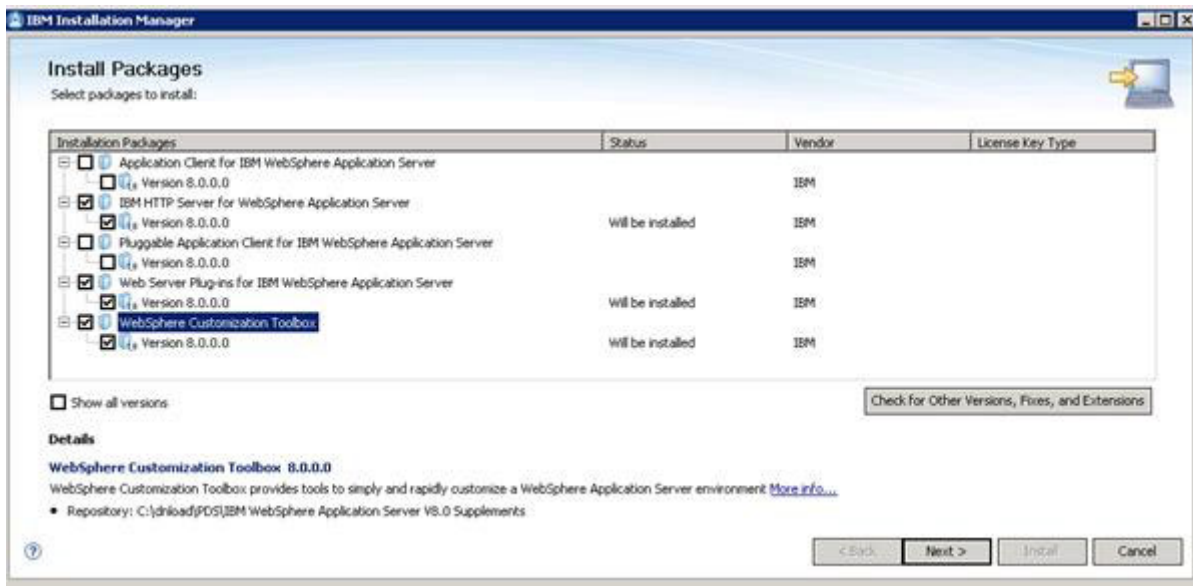 IBM Installation Manager
Install Packages
Select packages to install:
Installation Packages Status Vendor License Key Type
Application Client for IBM WebSphere Application Server
Version 8.0.0.0 IBM
IBM HTTP Server for WebSphere Application Server
Version 8.0.0.0 Will be installed IBM
Pluggable Application Client for IBM WebSphere Application Server
Version 8.0.0.0 IBM
Web Server Plug-ins for IBM WebSphere Application Server
Version 8.0.0.0 Will be installed IBM
WebSphere Customization Toolbox
Version 8.0.0.0 Will be installed IBM
Show all versions Check for Other Versions, Fixes, and Extensions
Details
WebSphere Customization Toolbox 8.0.0.0
WebSphere Customization Toolbox provides tools to simply and rapidly customize a WebSphere Application Server environment More info...
• Repository: C:\dnload\PDS\IBM WebSphere Application Server V8.0 Supplements
? < Back Next > Install Cancel